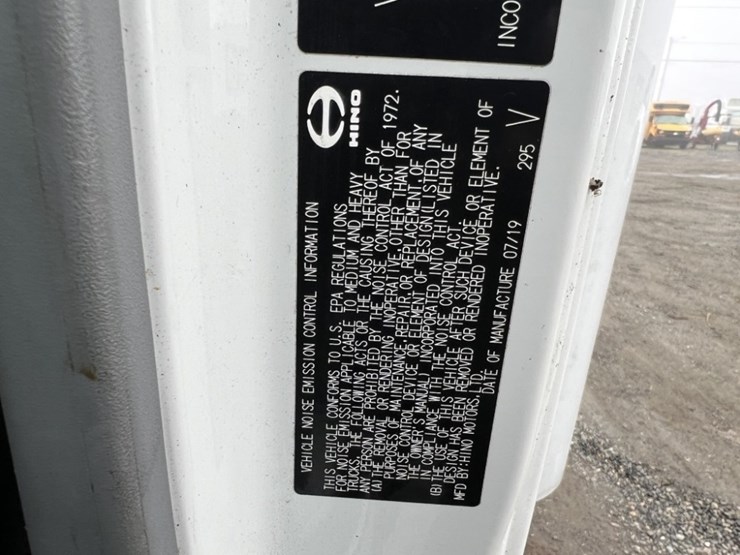 INCO
HINO
VEHICLE NOISE EMISSION CONTROL INFORMATION
THIS VEHICLE CONFORMS TO U.S. EPA REGULATIONS
FOR NOISE EMISSION APPLICABLE TO MEDIUM AND HEAVY
TRUCKS. THE FOLLOWING ACTS OR THE CAUSING THEREOF BY
ANY PERSON ARE PROHIBITED BY THE NOISE CONTROL ACT OF 1972.
(A) THE REMOVAL OR RENDERING INOPERATIVE, OTHER THAN FOR
PURPOSES OF MAINTENANCE, REPAIR, OR REPLACEMENT, OF ANY
NOISE CONTROL DEVICE OR ELEMENT OF DESIGN (LISTED IN
THE OWNER'S MANUAL) INCORPORATED INTO THIS VEHICLE
IN COMPLIANCE WITH THE NOISE CONTROL ACT.
(B) THE USE OF THIS VEHICLE AFTER SUCH DEVICE OR ELEMENT OF
DESIGN HAS BEEN REMOVED OR RENDERED INOPERATIVE.
MFD BY: HINO MOTORS, LTD. DATE OF MANUFACTURE 07/19 295 V